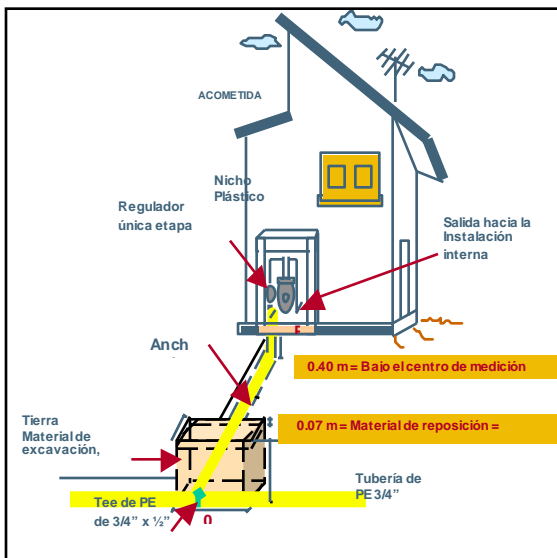 ACOMETIDA
Nicho
Plástico
Regulador
única etapa
Salida hacia la
Instalación
interna
Anch
0.40 m = Bajo el centro de medición
0.07 m = Material de reposición =
Tierra
Material de
excavación,
Tubería de
PE 3/4”
Tee de PE
de 3/4” x ½”